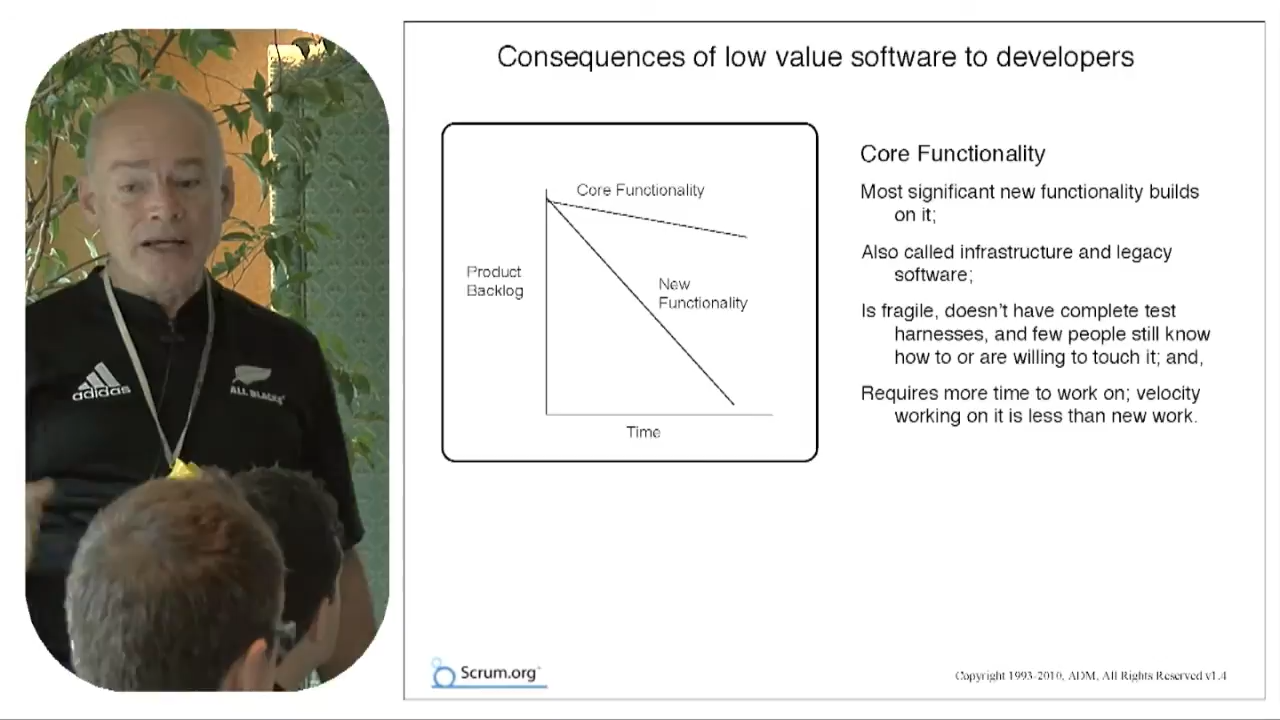 Consequences of low value software to developers
Core Functionality
Product
Backlog
New
Functionality
Time
Core Functionality
Most significant new functionality builds
on it;
Also called infrastructure and legacy
software;
Is fragile, doesn't have complete test
harnesses, and few people still know
how to or are willing to touch it; and,
Requires more time to work on; velocity
working on it is less than new work.
adidas
ALL BLACKS
Scrum.org
Copyright 1993-2010, ADM, All Rights Reserved v1.4